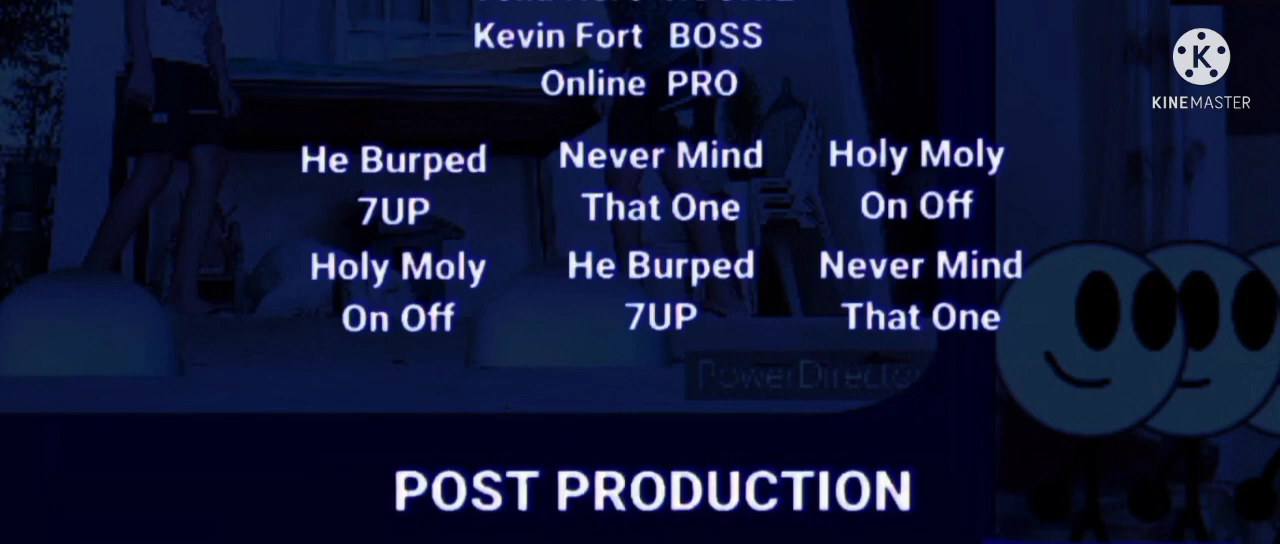 Kevin Fort BOSS
Online PRO
He Burped Never Mind Holy Moly
7UP That One On Off
Holy Moly He Burped Never Mind
On Off 7UP That One
POST PRODUCTION
K
KINEMASTER
PowerDirector